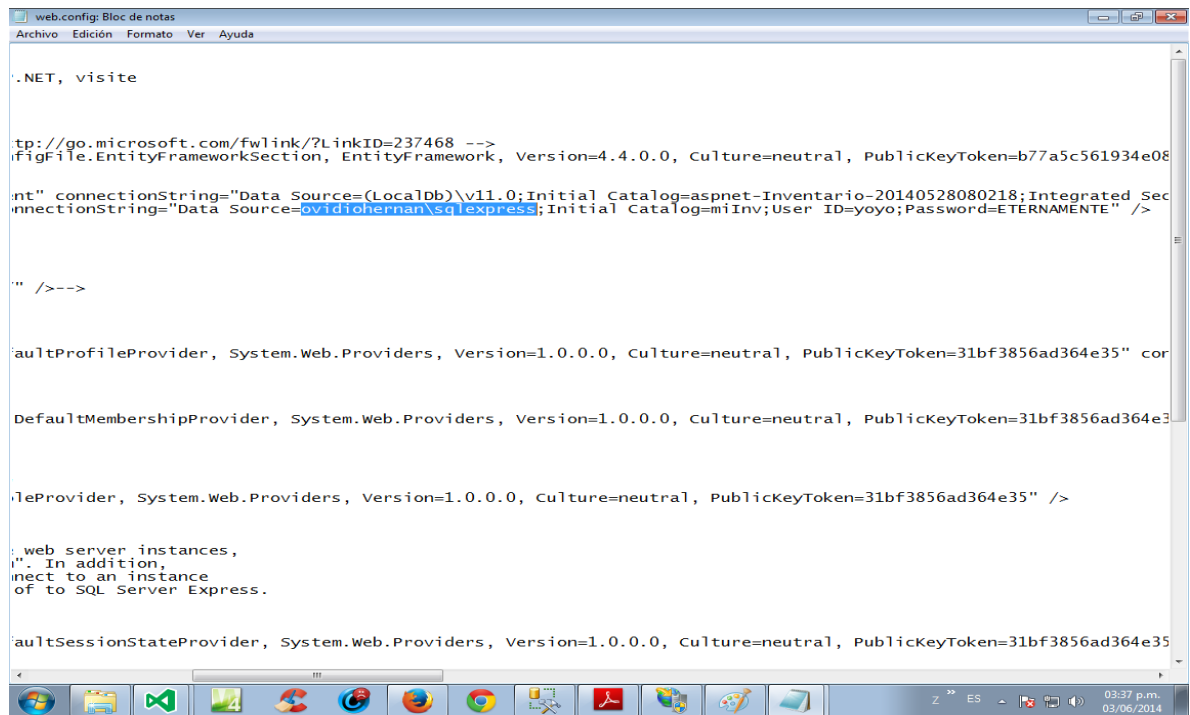 web.config: Bloc de notas
Archivo Edición Formato Ver Ayuda
.NET, visite
tp://go.microsoft.com/fwlink/?LinkID=237468 -->
figFile.EntityFrameworkSection, EntityFramework, Version=4.4.0.0, Culture=neutral, PublicKeyToken=b77a5c561934e08
ent" connectionString="Data Source=(LocalDb)\v11.0;Initial Catalog=aspnet-Inventario-20140528080218;Integrated Sec
nnectionString="Data Source=ovidiohernan\sqlexpress;Initial Catalog=miInv;User ID=yoyo;Password=ETERNAMENTE" />
" />-->
aultProfileProvider, System.Web.Providers, Version=1.0.0.0, Culture=neutral, PublicKeyToken=31bf3856ad364e35" con
DefaultMembershipProvider, System.Web.Providers, Version=1.0.0.0, Culture=neutral, PublicKeyToken=31bf3856ad364e3
leProvider, System.Web.Providers, Version=1.0.0.0, Culture=neutral, PublicKeyToken=31bf3856ad364e35" />
web server instances,
". In addition,
nect to an instance
of to SQL Server Express.
aultSessionStateProvider, System.Web.Providers, Version=1.0.0.0, Culture=neutral, PublicKeyToken=31bf3856ad364e35
Z » ES 03:37 p.m.
03/06/2014